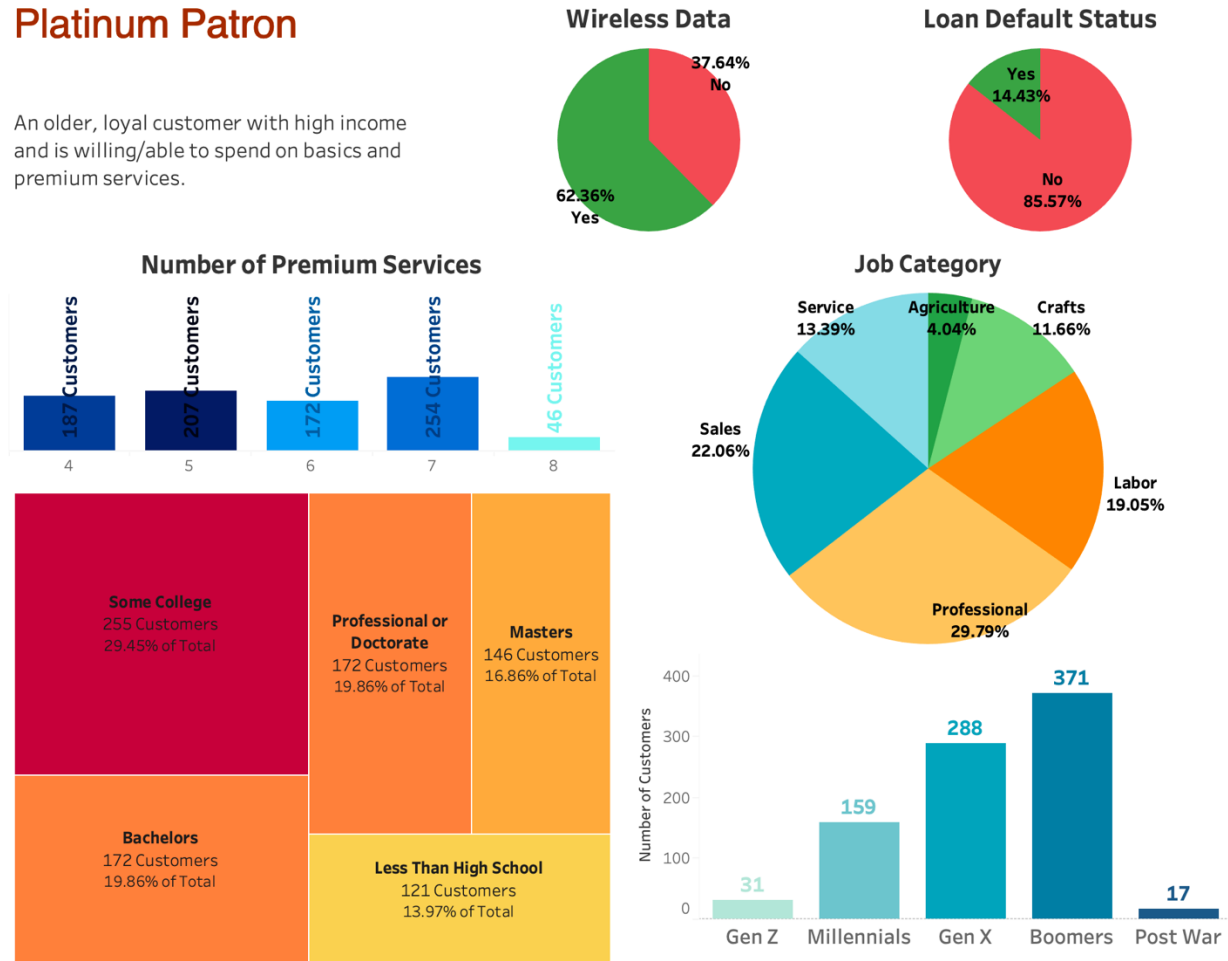 Platinum Patron
An older, loyal customer with high income
and is willing/able to spend on basics and
premium services.
Wireless Data
37.64%
No
62.36%
Yes
Loan Default Status
Yes
14.43%
No
85.57%
Number of Premium Services
187 Customers
207 Customers
172 Customers
254 Customers
46 Customers
4
5
6
7
8
Job Category
Service
13.39%
Agriculture
4.04%
Crafts
11.66%
Sales
22.06%
Labor
19.05%
Professional
29.79%
Some College
255 Customers
29.45% of Total
Professional or
Doctorate
172 Customers
19.86% of Total
Masters
146 Customers
16.86% of Total
Bachelors
172 Customers
19.86% of Total
Less Than High School
121 Customers
13.97% of Total
Number of Customers
400
300
200
100
0
31
159
288
371
17
Gen Z
Millennials
Gen X
Boomers
Post War